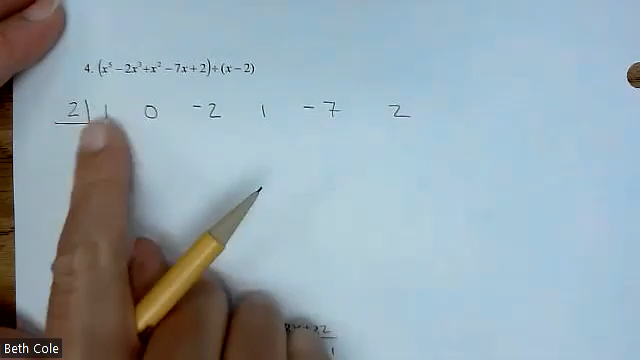 4. (x⁵ − 2x³ + x² − 7x + 2) ÷ (x − 2)
2| 1 0 -2 1 -7 2
Beth Cole